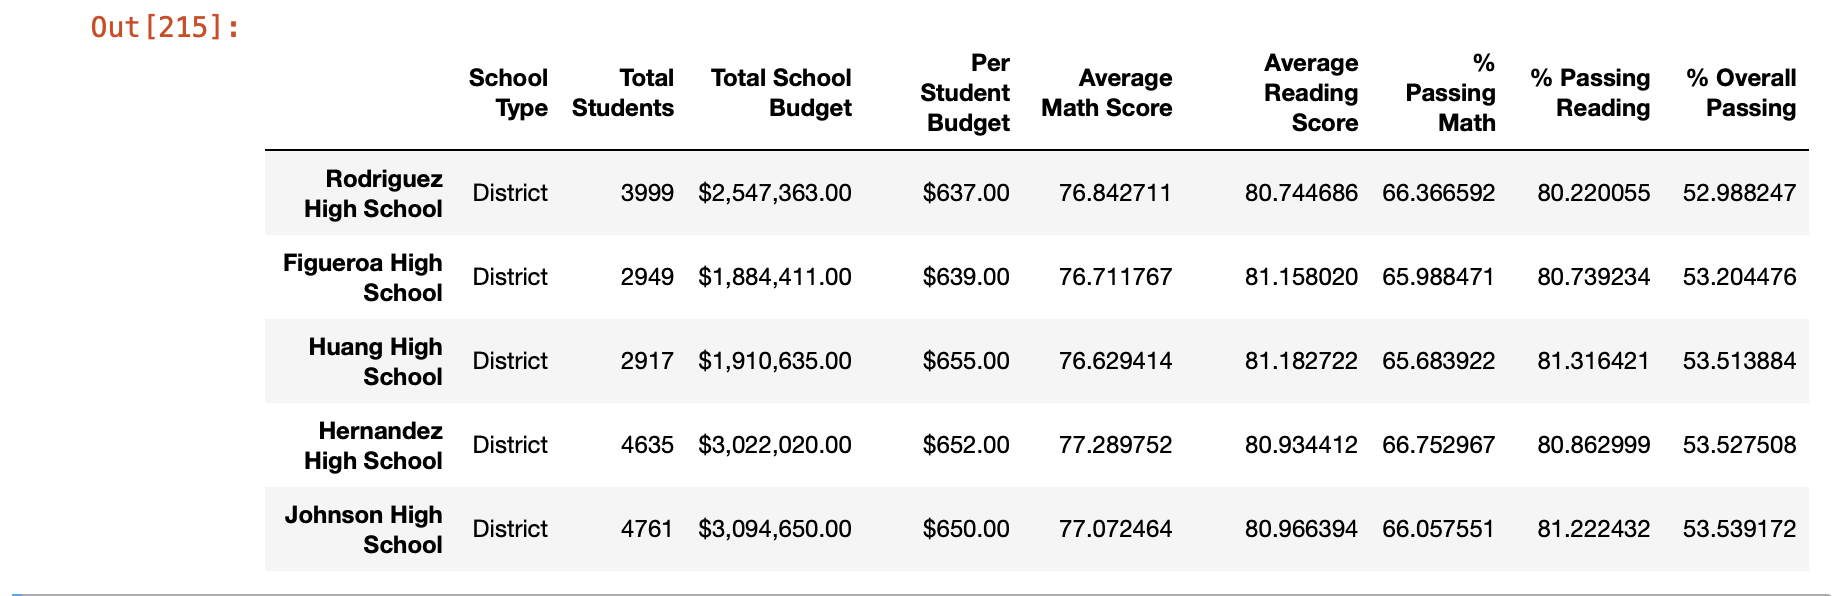 Out[215]:
School Type Total Students Total School Budget Per Student Budget Average Math Score Average Reading Score % Passing Math % Passing Reading % Overall Passing
Rodriguez High School District 3999 $2,547,363.00 $637.00 76.842711 80.744686 66.366592 80.220055 52.988247
Figueroa High School District 2949 $1,884,411.00 $639.00 76.711767 81.158020 65.988471 80.739234 53.204476
Huang High School District 2917 $1,910,635.00 $655.00 76.629414 81.182722 65.683922 81.316421 53.513884
Hernandez High School District 4635 $3,022,020.00 $652.00 77.289752 80.934412 66.752967 80.862999 53.527508
Johnson High School District 4761 $3,094,650.00 $650.00 77.072464 80.966394 66.057551 81.222432 53.539172